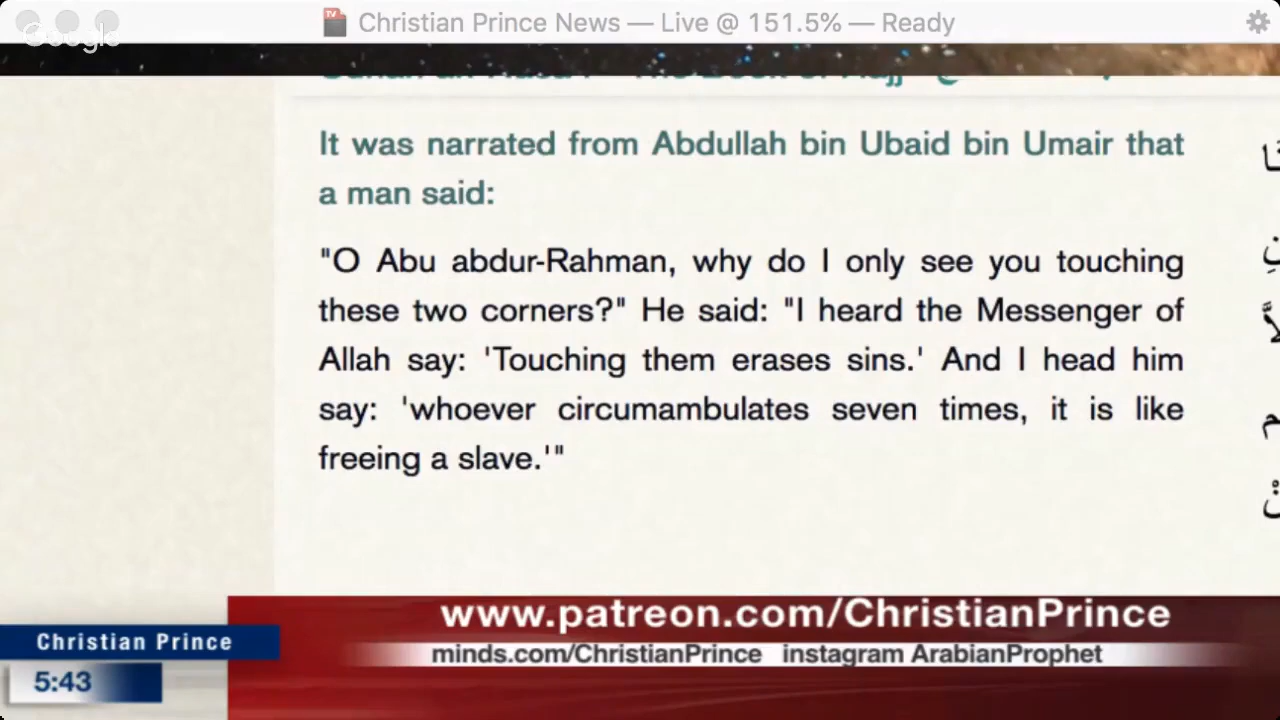 Christian Prince News — Live @ 151.5% — Ready
Google
It was narrated from Abdullah bin Ubaid bin Umair that
a man said:
"O Abu abdur-Rahman, why do I only see you touching
these two corners?" He said: "I heard the Messenger of
Allah say: 'Touching them erases sins.' And I head him
say: 'whoever circumambulates seven times, it is like
freeing a slave.'"
www.patreon.com/ChristianPrince
Christian Prince
minds.com/ChristianPrince instagram ArabianProphet
5:43